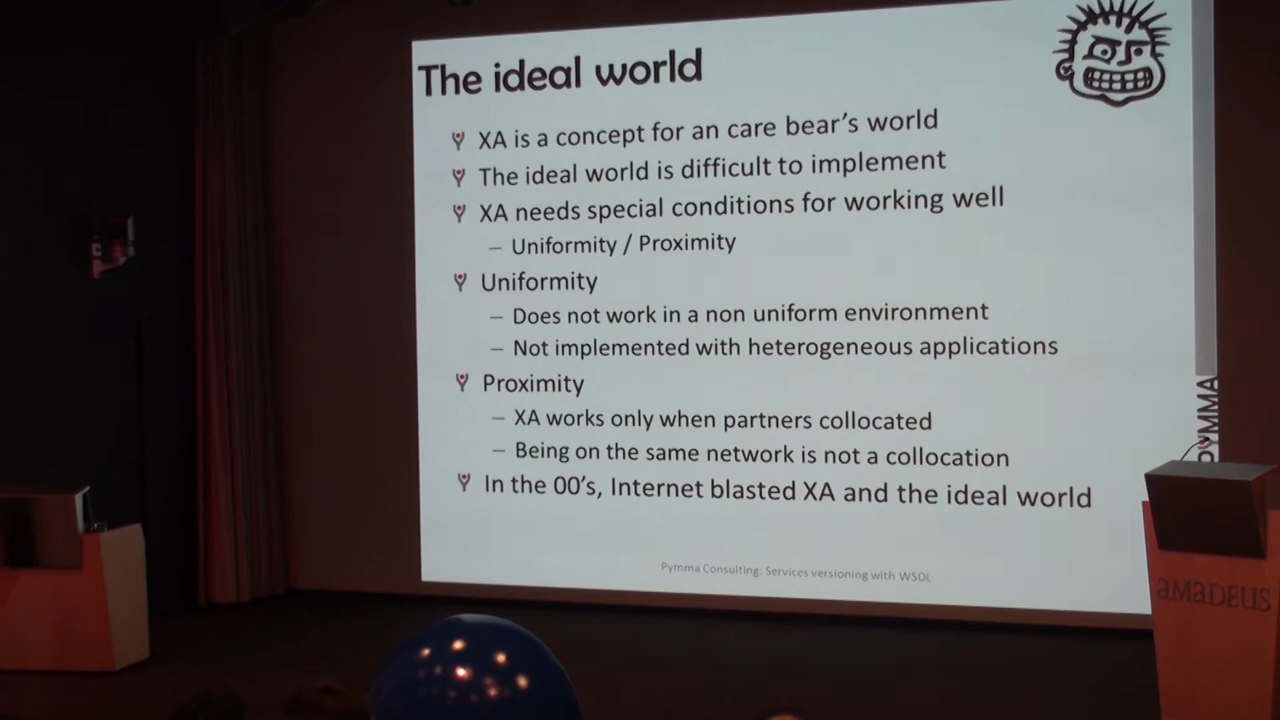 The ideal world
XA is a concept for an care bear's world
The ideal world is difficult to implement
XA needs special conditions for working well
– Uniformity / Proximity
Uniformity
– Does not work in a non uniform environment
– Not implemented with heterogeneous applications
Proximity
– XA works only when partners collocated
– Being on the same network is not a collocation
In the 00's, Internet blasted XA and the ideal world
Pymma Consulting: Services versioning with WSDL
PYMMA
aMaDEUS